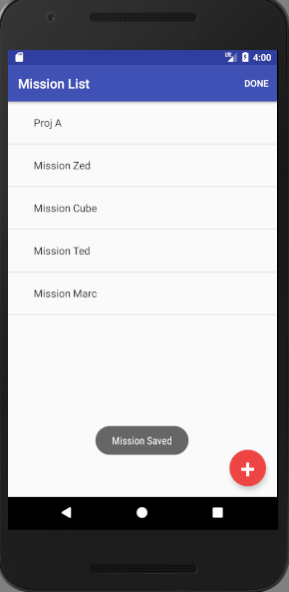 4:00
Mission List
DONE
Proj A
Mission Zed
Mission Cube
Mission Ted
Mission Marc
Mission Saved
+